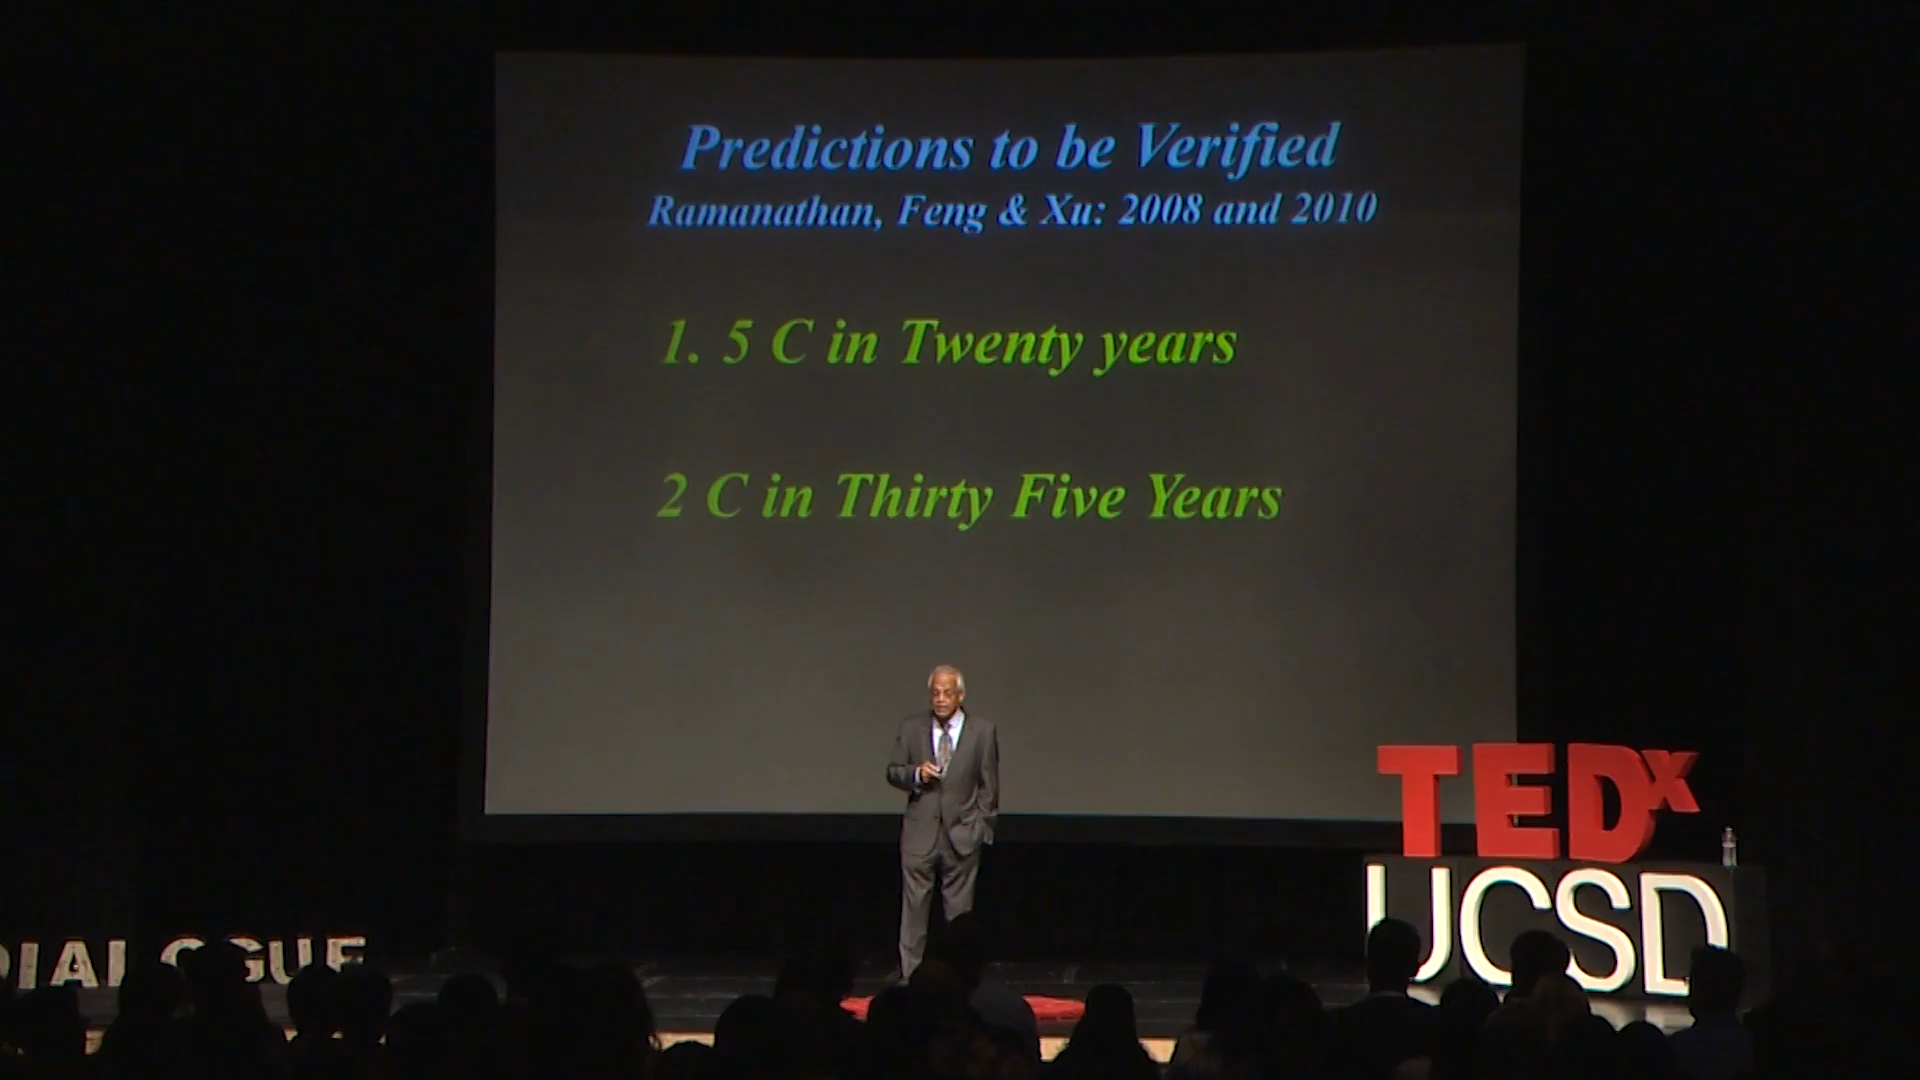 Predictions to be Verified
Ramanathan, Feng & Xu: 2008 and 2010
1. 5 C in Twenty years
2 C in Thirty Five Years
TEDx
UCSD
DIALOGUE